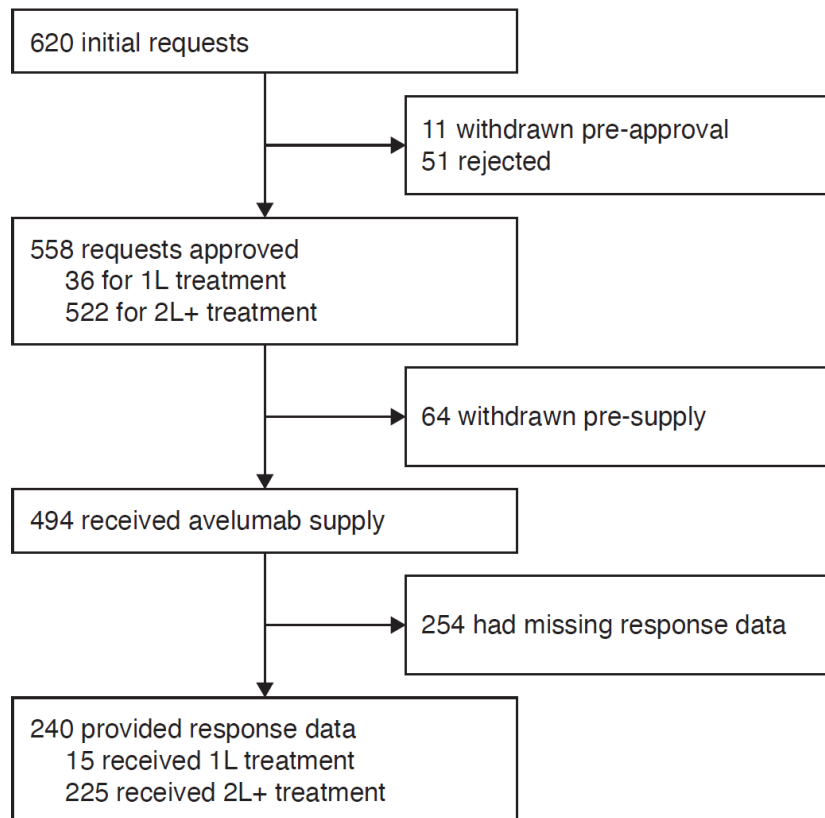 620 initial requests
11 withdrawn pre-approval
51 rejected
558 requests approved
36 for 1L treatment
522 for 2L+ treatment
64 withdrawn pre-supply
494 received avelumab supply
254 had missing response data
240 provided response data
15 received 1L treatment
225 received 2L+ treatment